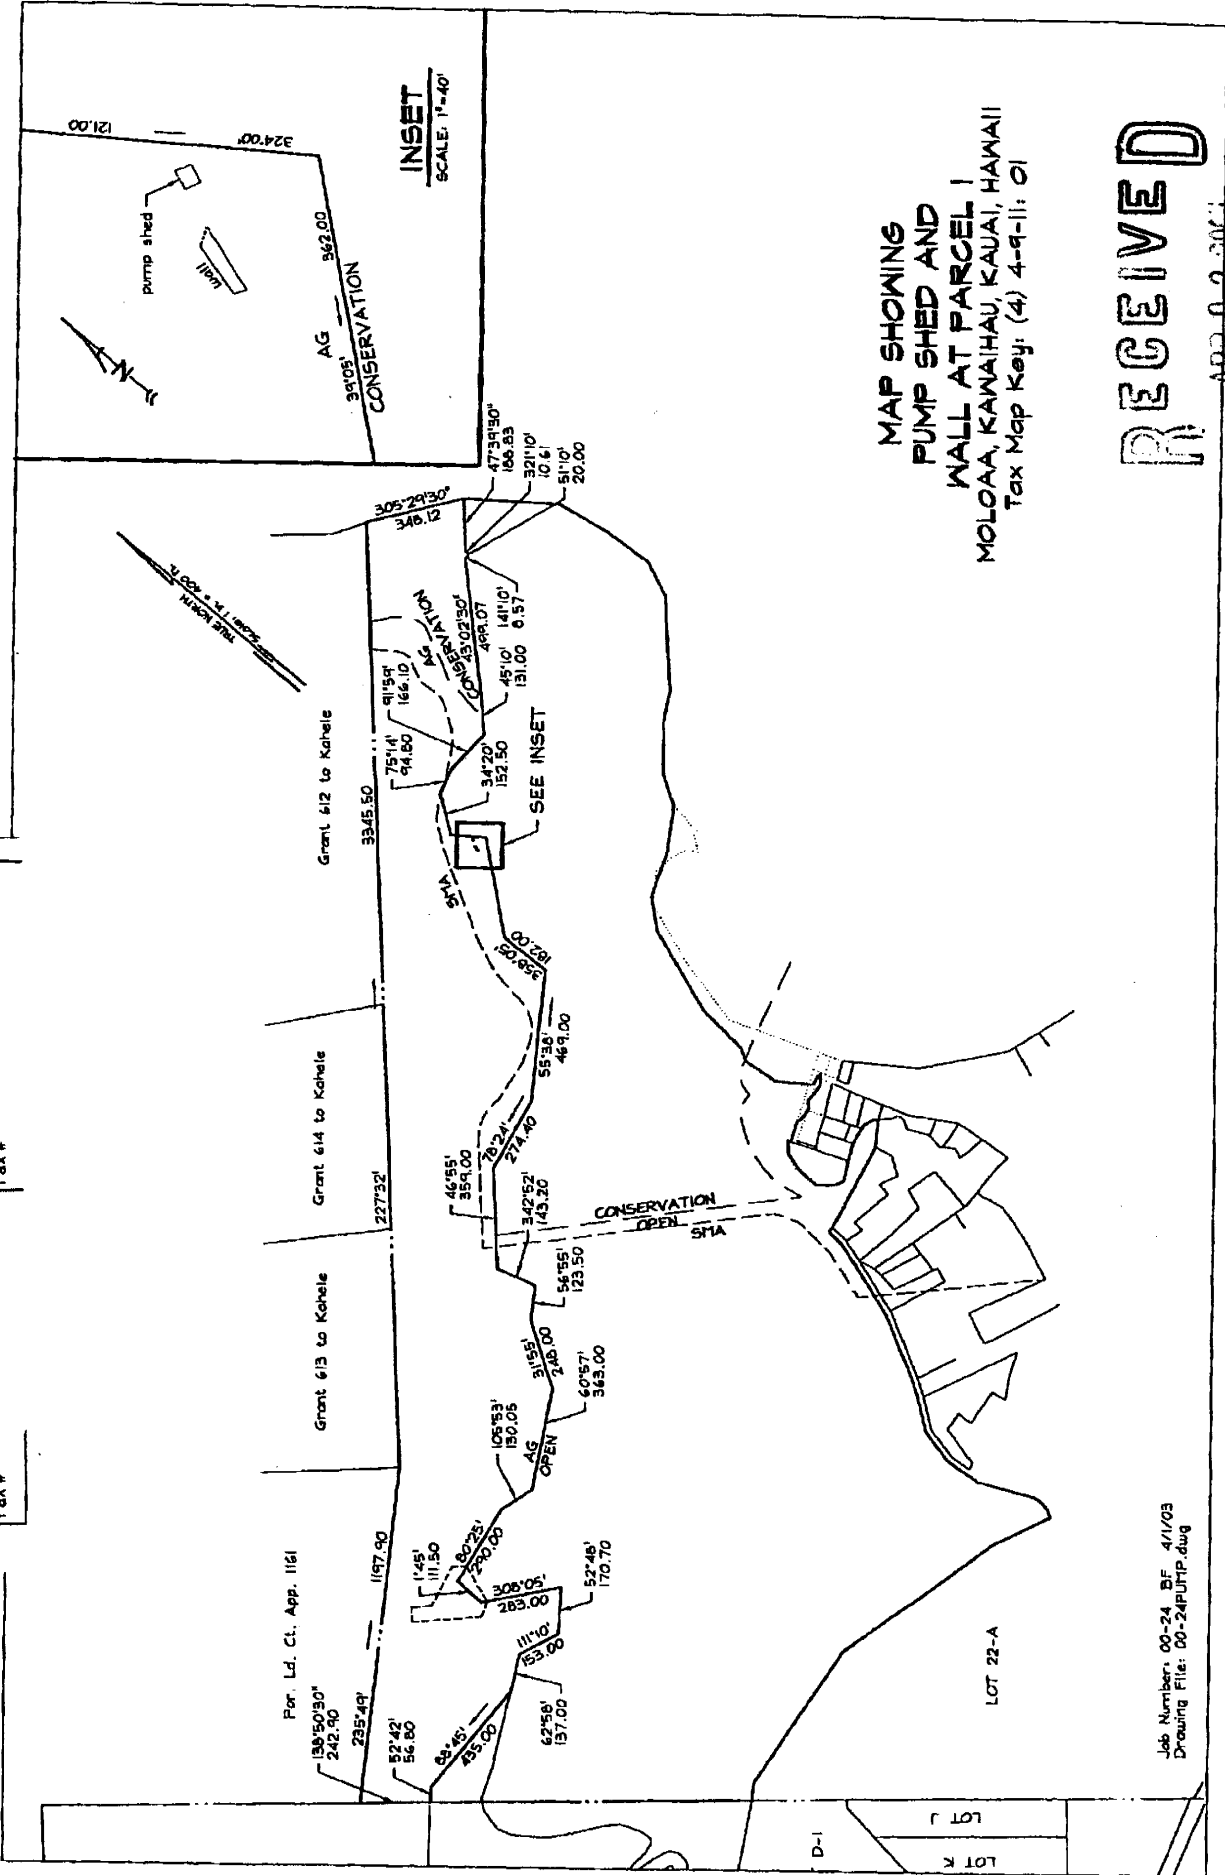 INSET
SCALE: 1"=40'
121.00
324°00'
pump shed
wall
N
39°05'
362.00
AG
CONSERVATION
MAP SHOWING
PUMP SHED AND
WALL AT PARCEL 1
MOLOAA, KAWAIHAU, KAUAI, HAWAII
Tax Map Key: (4) 4-9-11: 01
RECEIVED
TRUE NORTH
305°29'30"
348.12
47°39'30"
188.83
321°10'
10.61
51°10'
20.00
141°10'
8.57
43°02'30"
499.07
AG
CONSERVATION
45°10'
131.00
91°59'
166.10
75°14'
94.80
34°20'
152.50
SEE INSET
SMA
Grant 612 to Kahele
3345.50
358°05'
182.00
55°38'
469.00
78°24'
274.40
46°55'
359.00
342°52'
143.20
CONSERVATION
OPEN
SMA
Grant 614 to Kahele
227°32'
56°55'
123.50
31°55'
248.00
60°57'
363.00
AG
OPEN
105°53'
130.05
Grant 613 to Kahele
80°25'
290.00
1°45'
111.50
308°05'
283.00
52°48'
170.70
111°10'
153.00
62°58'
137.00
88°45'
435.00
52°42'
56.80
Por. Ld. Ct. App. 1161
1197.90
235°49'
138°50'30"
242.90
LOT 22-A
D-1
LOT J
LOT K
Job Number: 00-24 BF 4/1/03
Drawing File: 00-24PUMP.dwg